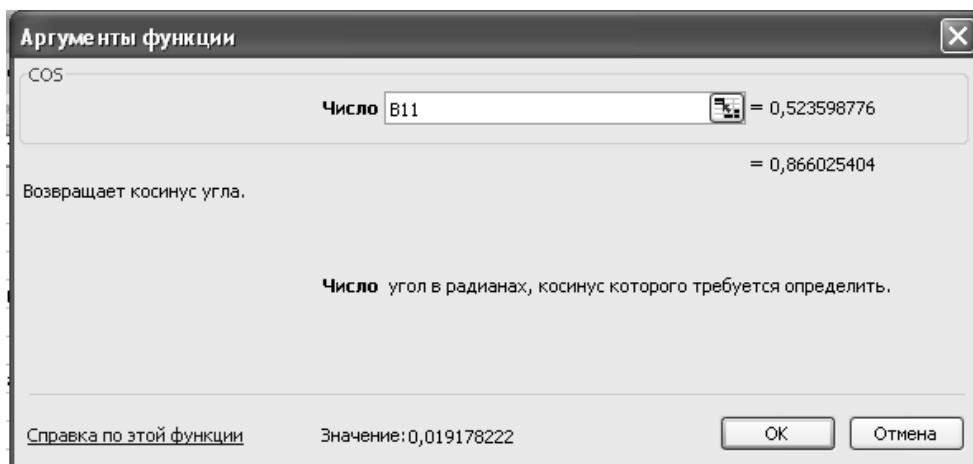 Аргументы функции
COS
Число B11 = 0,523598776
= 0,866025404
Возвращает косинус угла.
Число угол в радианах, косинус которого требуется определить.
Справка по этой функции Значение:0,019178222 OK Отмена